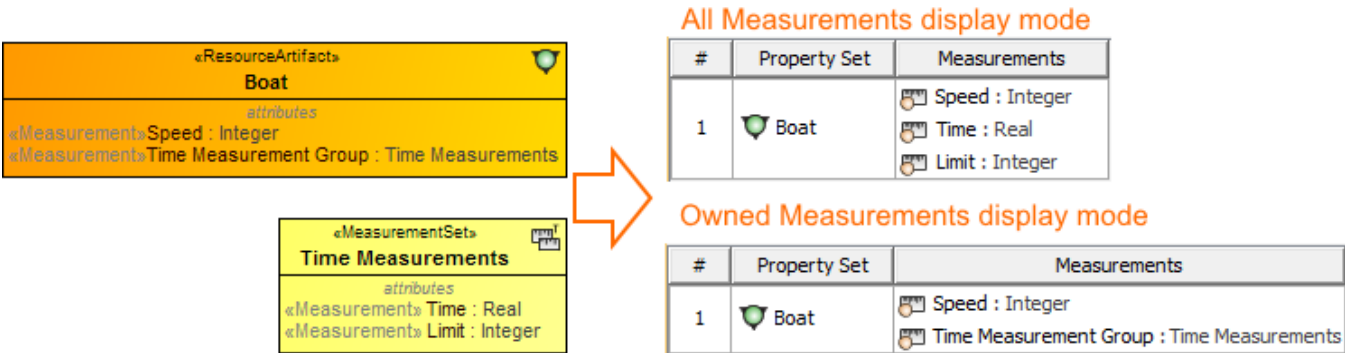 «ResourceArtifact»
Boat
attributes
«Measurement»Speed : Integer
«Measurement»Time Measurement Group : Time Measurements
«MeasurementSet»
Time Measurements
attributes
«Measurement» Time : Real
«Measurement» Limit : Integer
All Measurements display mode
# Property Set Measurements
1 Boat
Speed : Integer
Time : Real
Limit : Integer
Owned Measurements display mode
# Property Set Measurements
1 Boat
Speed : Integer
Time Measurement Group : Time Measurements